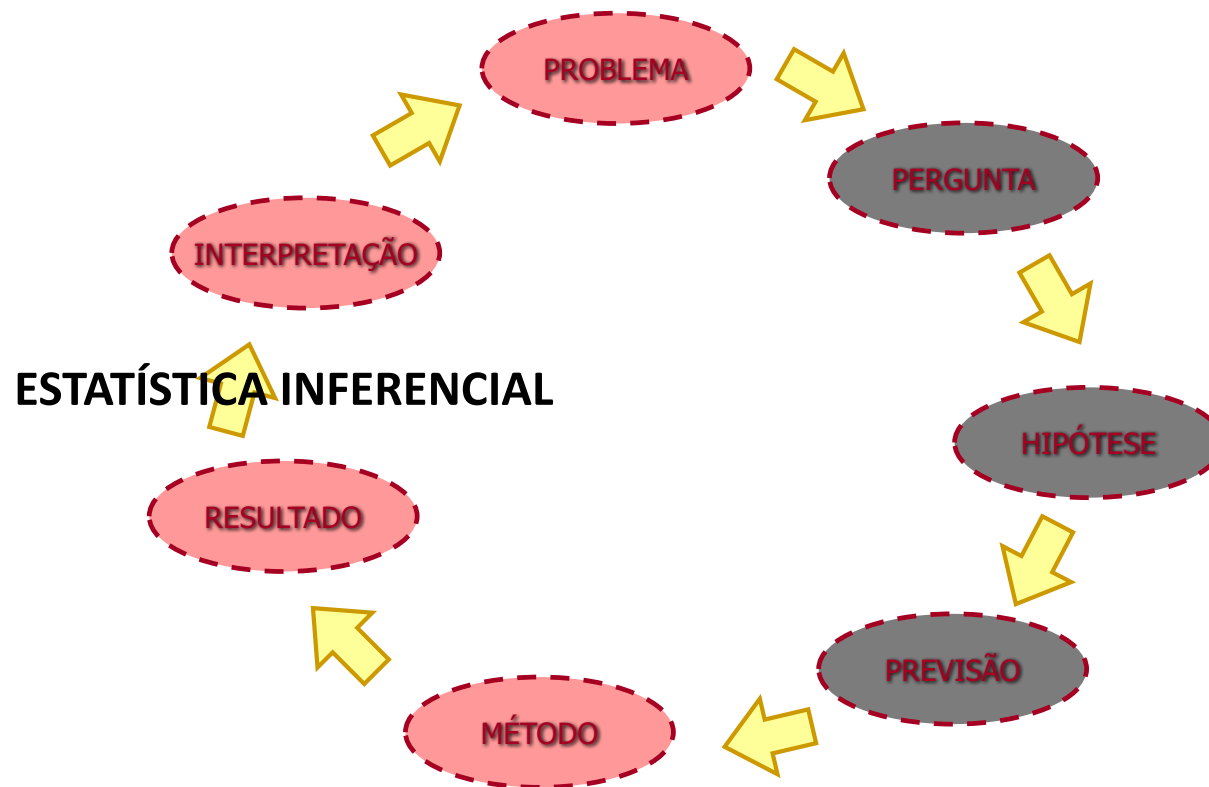 PROBLEMA
PERGUNTA
INTERPRETAÇÃO
ESTATÍSTICA INFERENCIAL
HIPÓTESE
RESULTADO
PREVISÃO
MÉTODO